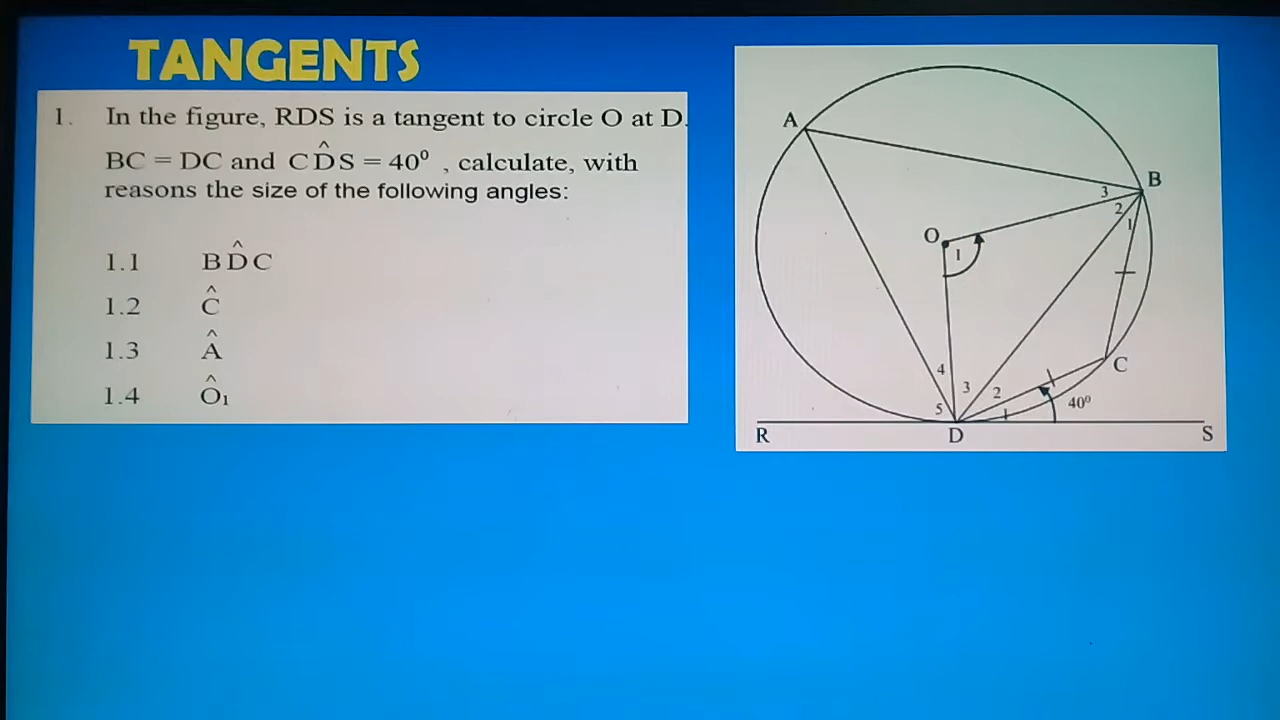 TANGENTS
1. In the figure, RDS is a tangent to circle O at D.
BC = DC and CD̂S = 40⁰ , calculate, with
reasons the size of the following angles:
1.1 BD̂C
1.2 Ĉ
1.3 Â
1.4 Ô₁
A
B
3
2
1
O
1
C
4
3
2
5
1
40⁰
R
D
S